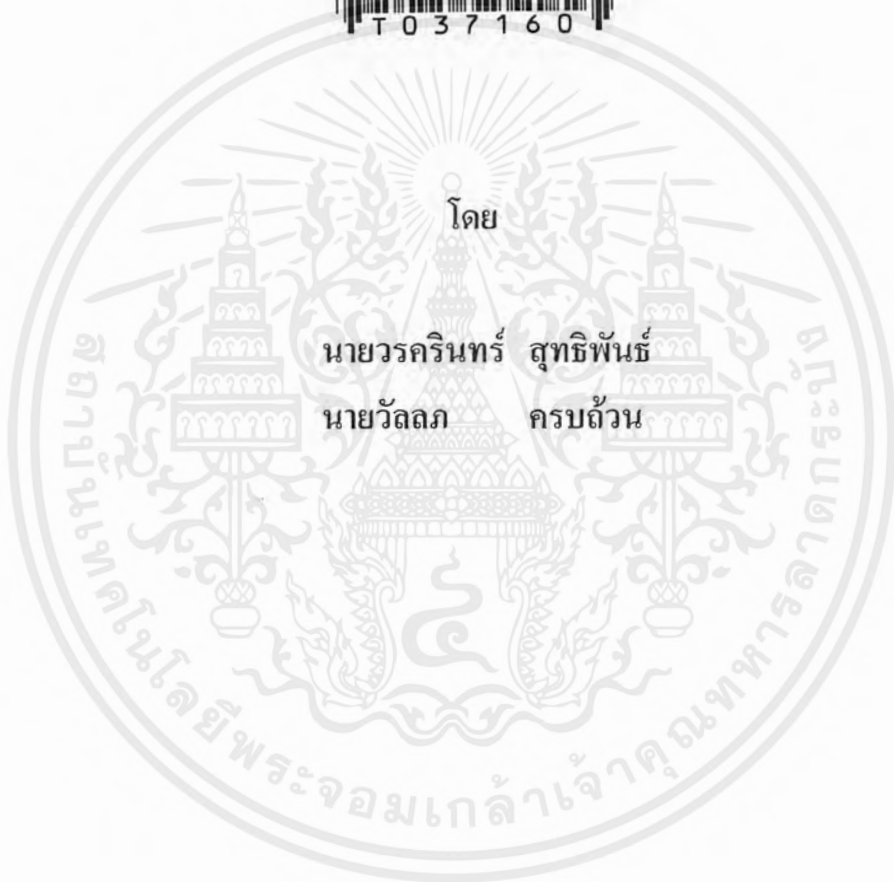 T037160
โดย
นายวรครินทร์ สุทธิพันธ์
นายวัลลภ ครบถ้วน
สถาบันเทคโนโลยีพระจอมเกล้าเจ้าคุณทหารลาดกระบัง